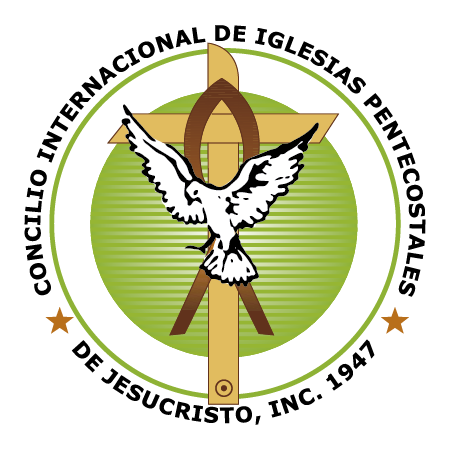 CONCILIO INTERNACIONAL DE IGLESIAS PENTECOSTALES
DE JESUCRISTO, INC. 1947